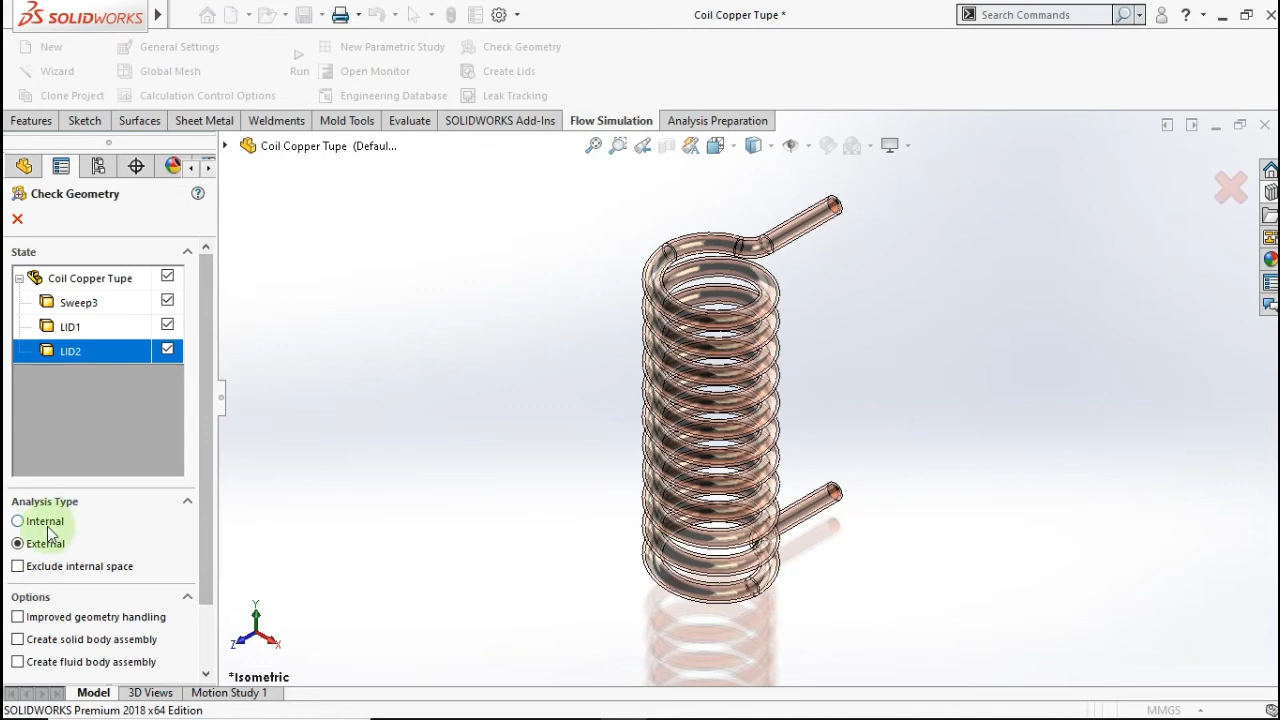 SOLIDWORKS
Coil Copper Tupe *
Search Commands
?
New
General Settings
New Parametric Study
Check Geometry
Wizard
Global Mesh
Run
Open Monitor
Create Lids
Clone Project
Calculation Control Options
Engineering Database
Leak Tracking
Features
Sketch
Surfaces
Sheet Metal
Weldments
Mold Tools
Evaluate
SOLIDWORKS Add-Ins
Flow Simulation
Analysis Preparation
Coil Copper Tupe (Defaul...
Check Geometry
?
State
Coil Copper Tupe
Sweep3
LID1
LID2
Analysis Type
Internal
External
Exclude internal space
Options
Improved geometry handling
Create solid body assembly
Create fluid body assembly
Y
Z
X
*Isometric
Model
3D Views
Motion Study 1
SOLIDWORKS Premium 2018 x64 Edition
MMGS